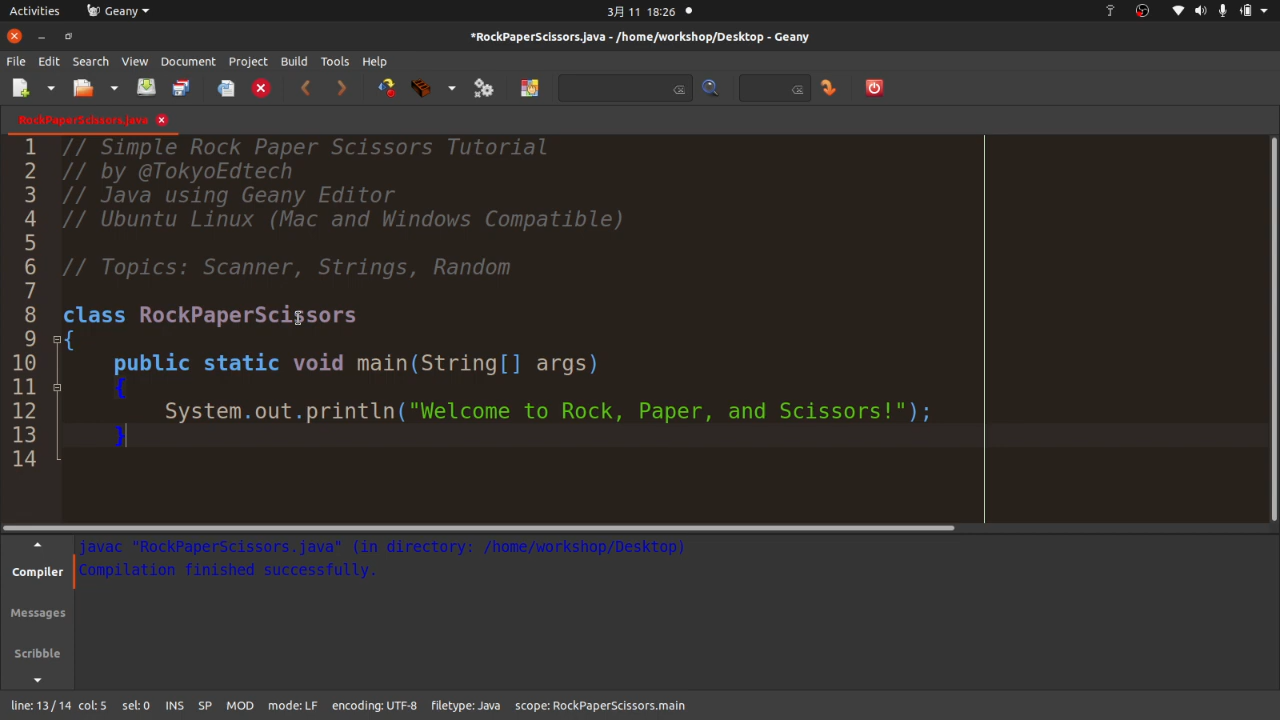 Activities Geany 3月 11 18:26
*RockPaperScissors.java - /home/workshop/Desktop - Geany
File Edit Search View Document Project Build Tools Help
RockPaperScissors.java
1 // Simple Rock Paper Scissors Tutorial
2 // by @TokyoEdtech
3 // Java using Geany Editor
4 // Ubuntu Linux (Mac and Windows Compatible)
5
6 // Topics: Scanner, Strings, Random
7
8 class RockPaperScissors
9 {
10 public static void main(String[] args)
11 {
12 System.out.println("Welcome to Rock, Paper, and Scissors!");
13 }
14
javac "RockPaperScissors.java" (in directory: /home/workshop/Desktop)
Compiler Compilation finished successfully.
Messages
Scribble
line: 13 / 14 col: 5 sel: 0 INS SP MOD mode: LF encoding: UTF-8 filetype: Java scope: RockPaperScissors.main